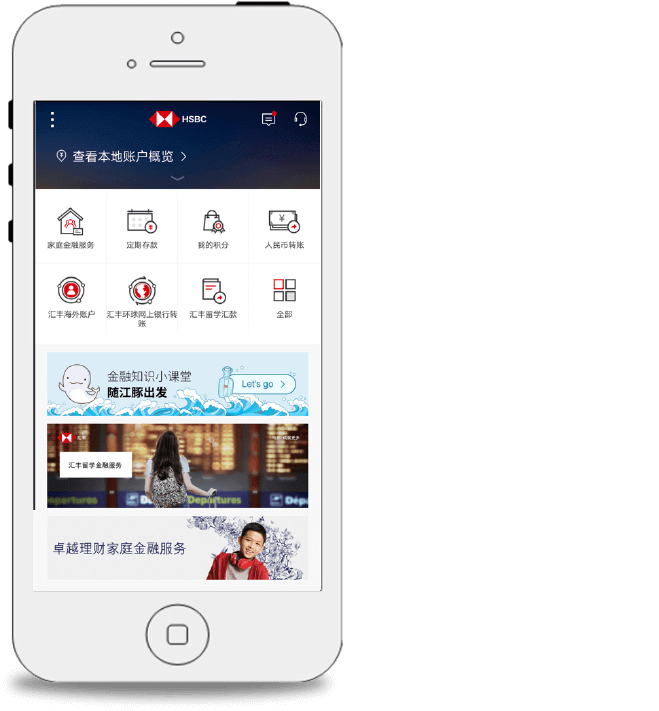 HSBC
查看本地账户概览
家庭金融服务
定期存款
我的积分
人民币转账
汇丰海外账户
汇丰环球网上银行转
账
汇丰留学汇款
全部
金融知识小课堂
随江豚出发
Let's go
汇丰
汇丰留学金融服务
Departures
卓越理财家庭金融服务